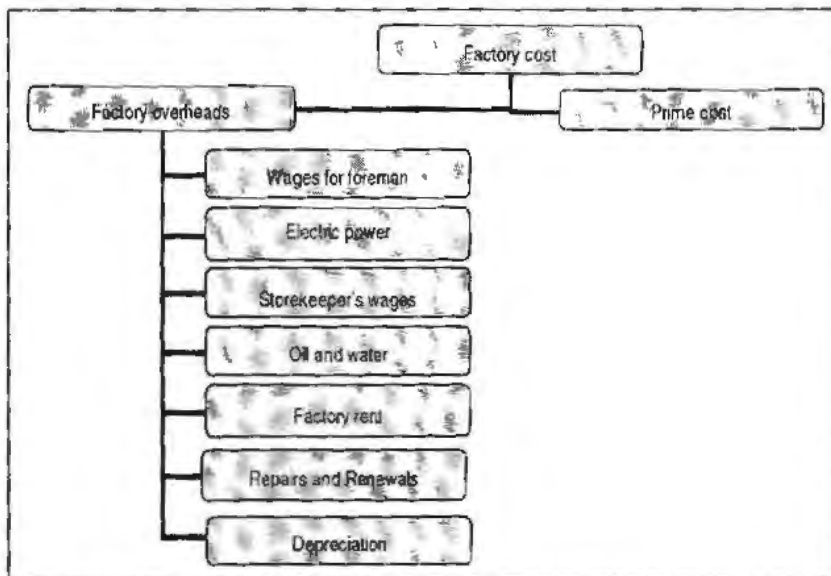 Factory cost
Factory overheads
Prime cost
Wages for foreman
Electric power
Storekeeper's wages
Oil and water
Factory rent
Repairs and Renewals
Depreciation